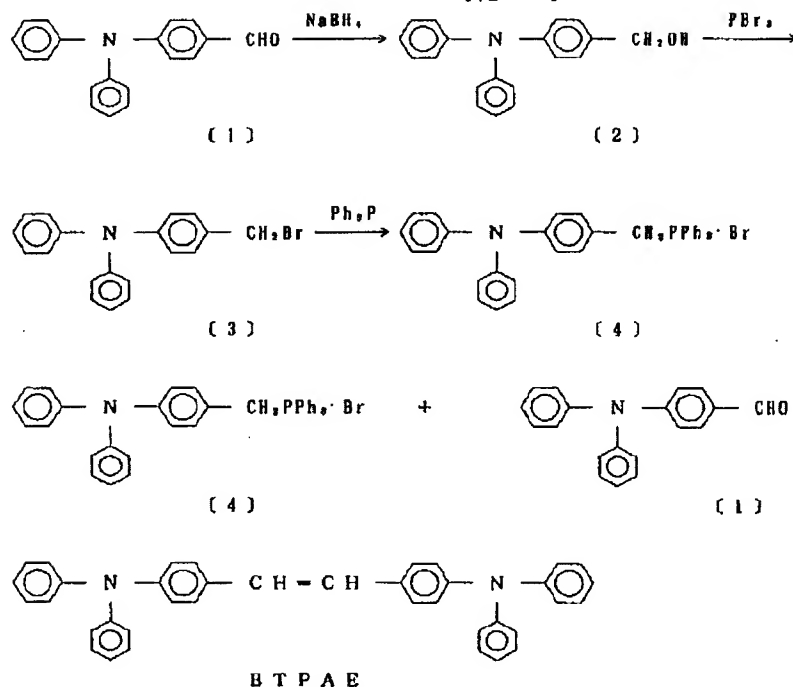 N — CHO NaBH₄ N — CH₂OH PBr₃
(1) (2)
N — CH₂Br Ph₃P N — CH₂PPh₃·Br
(3) (4)
N — CH₂PPh₃·Br + N — CHO
(4) (1)
N — CH=CH — N
BTPAE